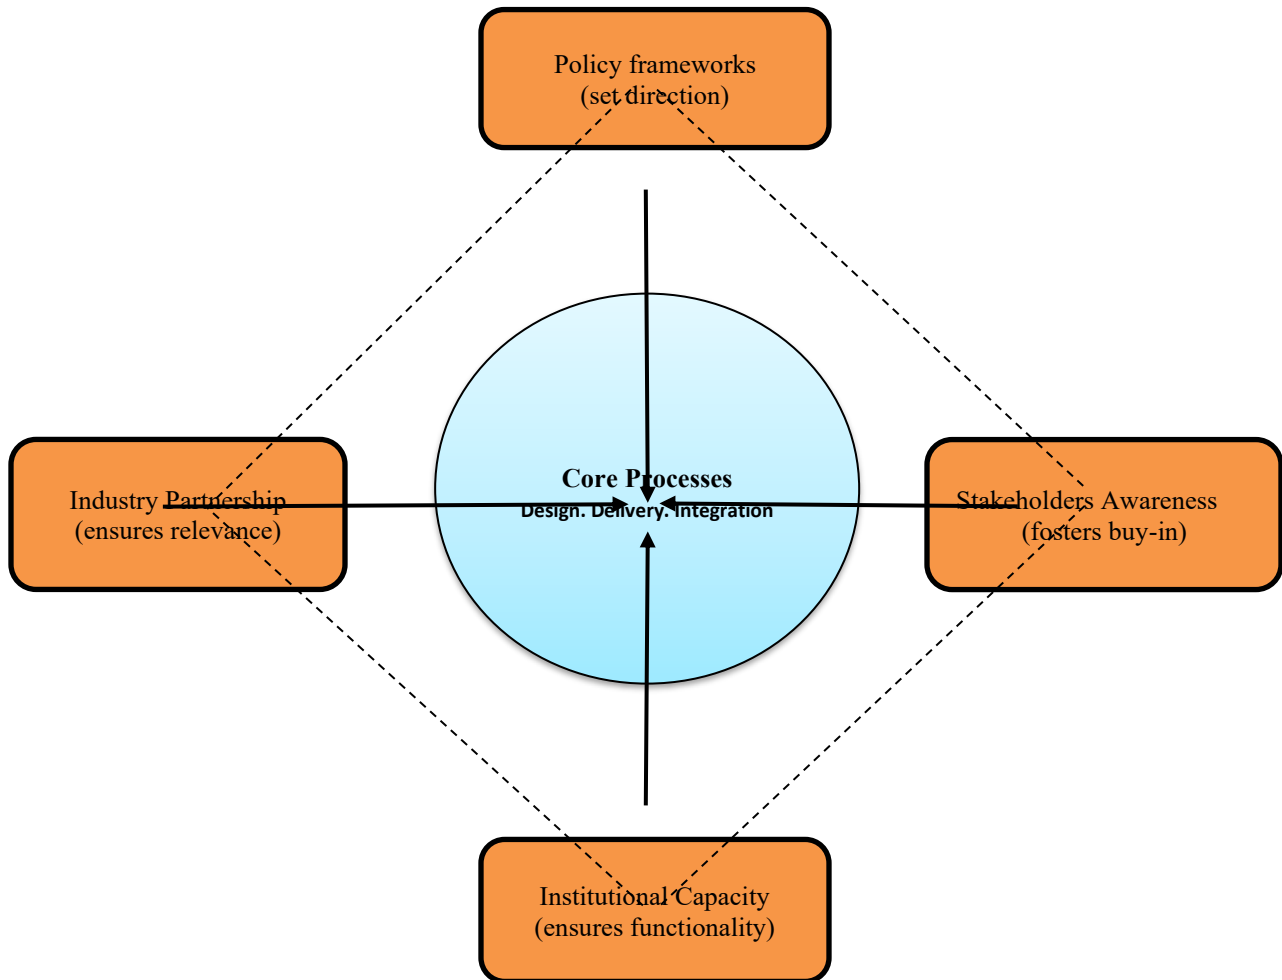 Policy frameworks
(set direction)
Core Processes
Design. Delivery. Integration
Industry Partnership
(ensures relevance)
Stakeholders Awareness
(fosters buy-in)
Institutional Capacity
(ensures functionality)